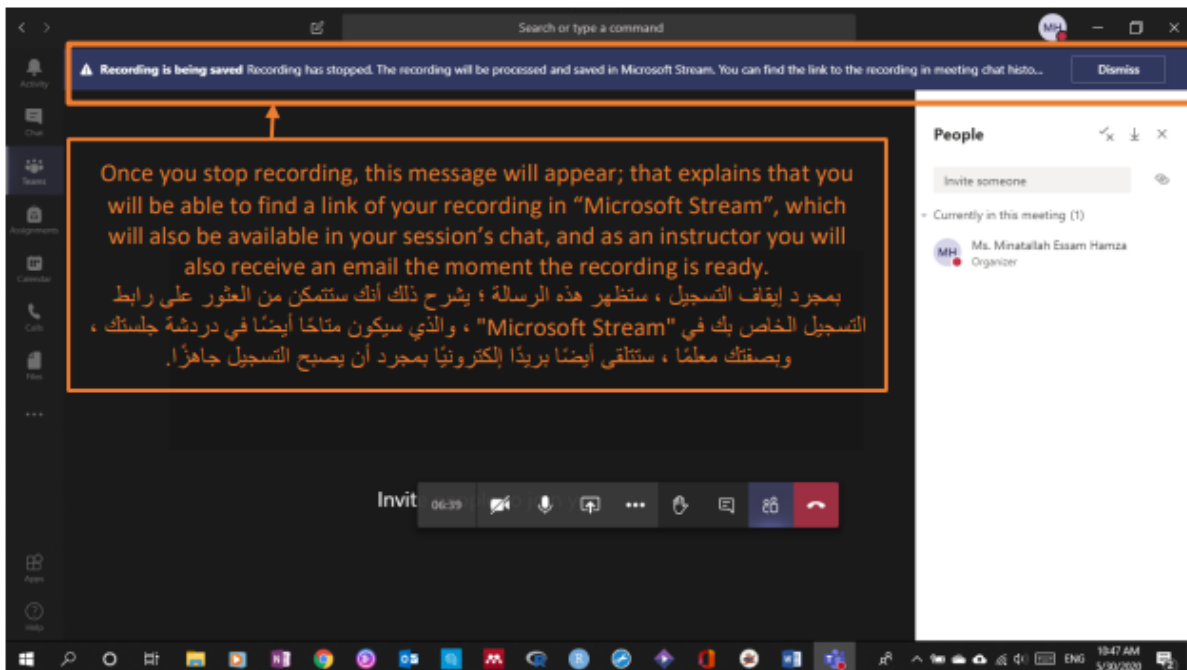 Search or type a command
MH
Recording is being saved Recording has stopped. The recording will be processed and saved in Microsoft Stream. You can find the link to the recording in meeting chat histo...
Dismiss
Activity
Chat
Teams
Assignments
Calendar
Calls
Files
Apps
Help
Once you stop recording, this message will appear; that explains that you
will be able to find a link of your recording in “Microsoft Stream”, which
will also be available in your session’s chat, and as an instructor you will
also receive an email the moment the recording is ready.
بمجرد إيقاف التسجيل ، ستظهر هذه الرسالة ؛ يشرح ذلك أنك ستتمكن من العثور على رابط
التسجيل الخاص بك في "Microsoft Stream" ، والذي سيكون متاحًا أيضًا في دردشة جلستك ،
وبصفتك معلمًا ، ستتلقى أيضًا بريدًا إلكترونيًا بمجرد أن يصبح التسجيل جاهزًا.
People
Invite someone
Currently in this meeting (1)
MH
Ms. Minatallah Essam Hamza
Organizer
Invit
06:39
ENG
10:47 AM
5/30/2020